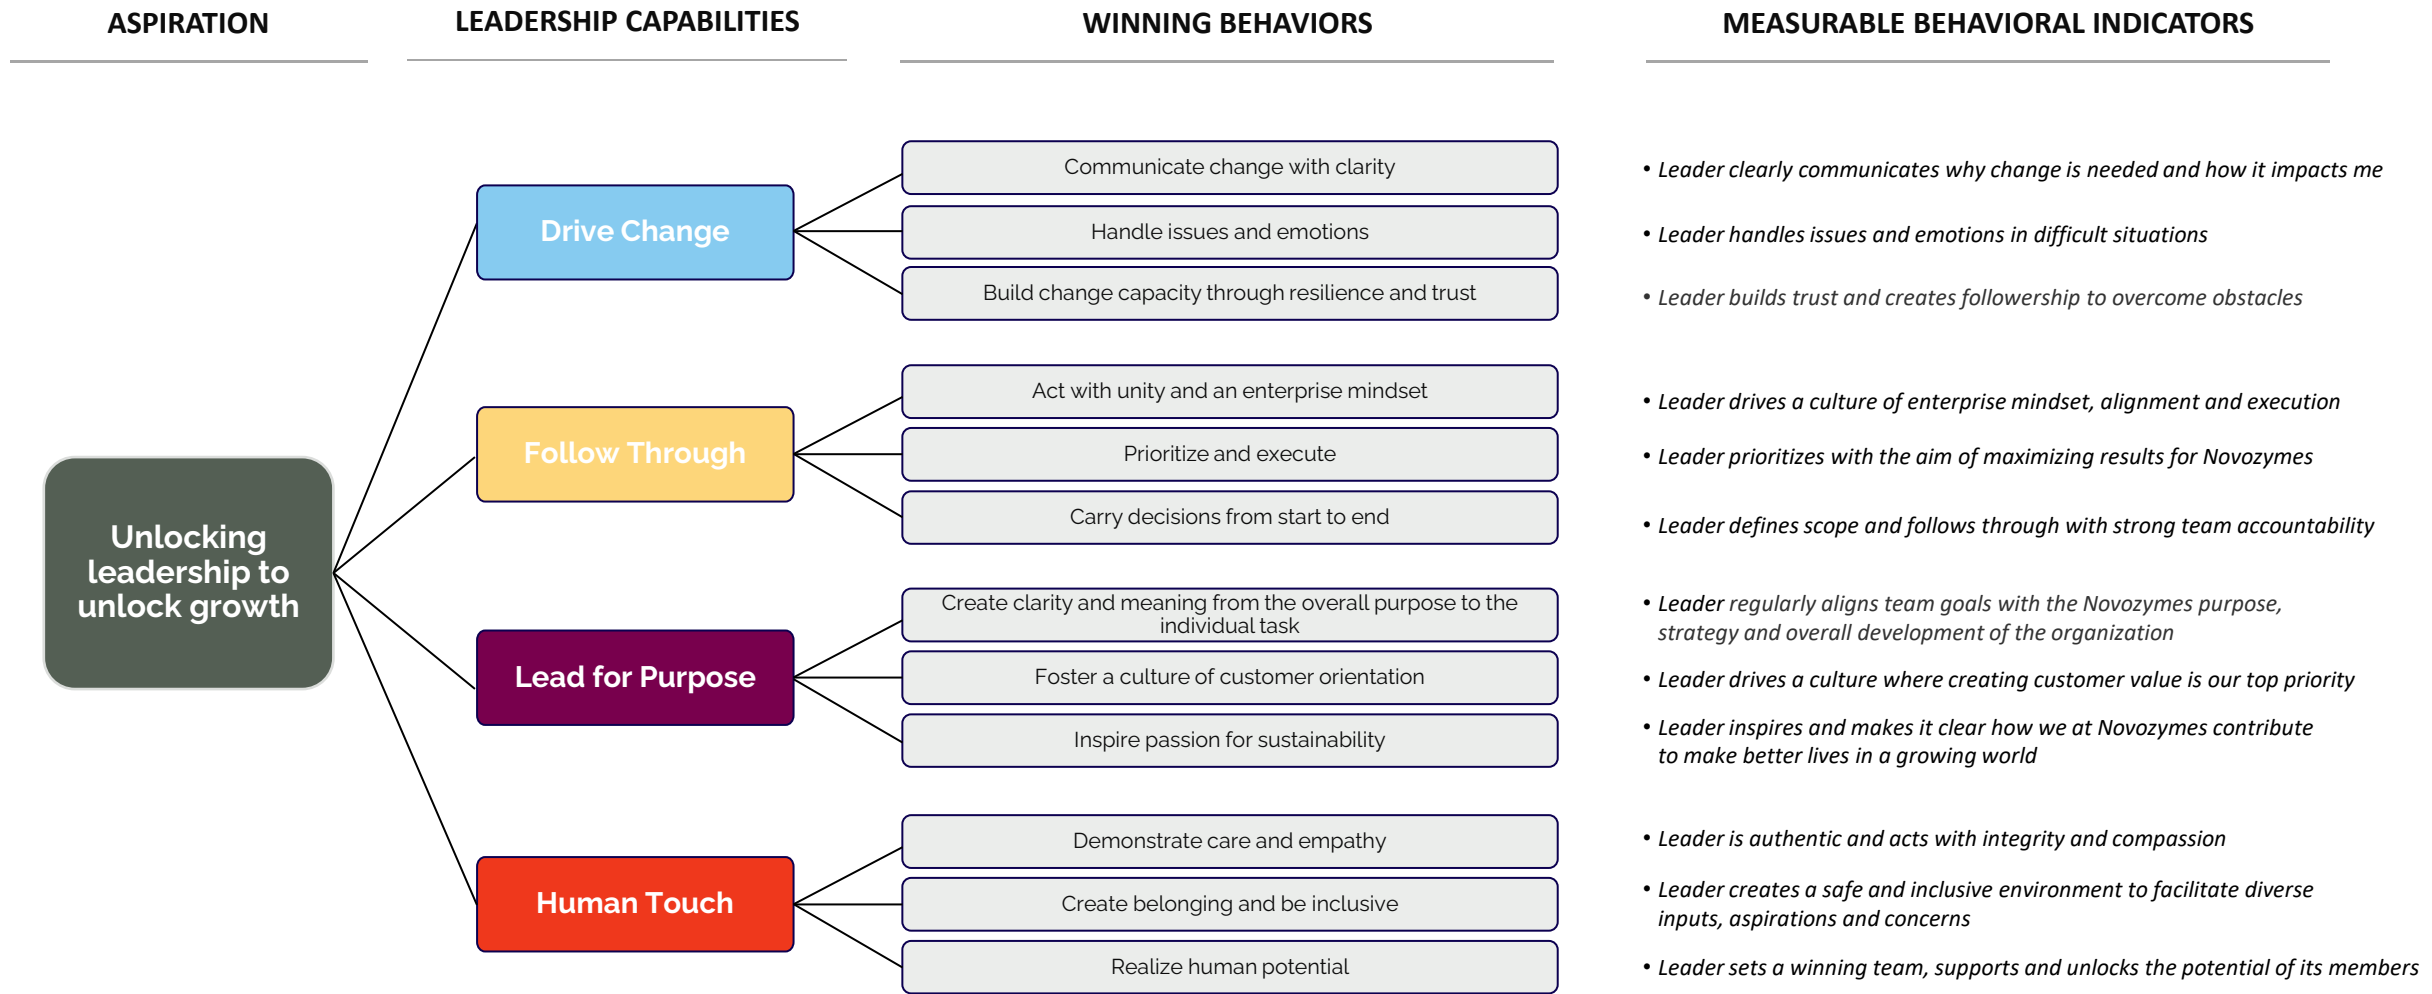 ASPIRATION
LEADERSHIP CAPABILITIES
WINNING BEHAVIORS
MEASURABLE BEHAVIORAL INDICATORS
Unlocking
leadership to
unlock growth
Drive Change
Communicate change with clarity
Handle issues and emotions
Build change capacity through resilience and trust
• Leader clearly communicates why change is needed and how it impacts me
• Leader handles issues and emotions in difficult situations
• Leader builds trust and creates followership to overcome obstacles
Follow Through
Act with unity and an enterprise mindset
Prioritize and execute
Carry decisions from start to end
• Leader drives a culture of enterprise mindset, alignment and execution
• Leader prioritizes with the aim of maximizing results for Novozymes
• Leader defines scope and follows through with strong team accountability
Lead for Purpose
Create clarity and meaning from the overall purpose to the
individual task
Foster a culture of customer orientation
Inspire passion for sustainability
• Leader regularly aligns team goals with the Novozymes purpose,
strategy and overall development of the organization
• Leader drives a culture where creating customer value is our top priority
• Leader inspires and makes it clear how we at Novozymes contribute
to make better lives in a growing world
Human Touch
Demonstrate care and empathy
Create belonging and be inclusive
Realize human potential
• Leader is authentic and acts with integrity and compassion
• Leader creates a safe and inclusive environment to facilitate diverse
inputs, aspirations and concerns
• Leader sets a winning team, supports and unlocks the potential of its members